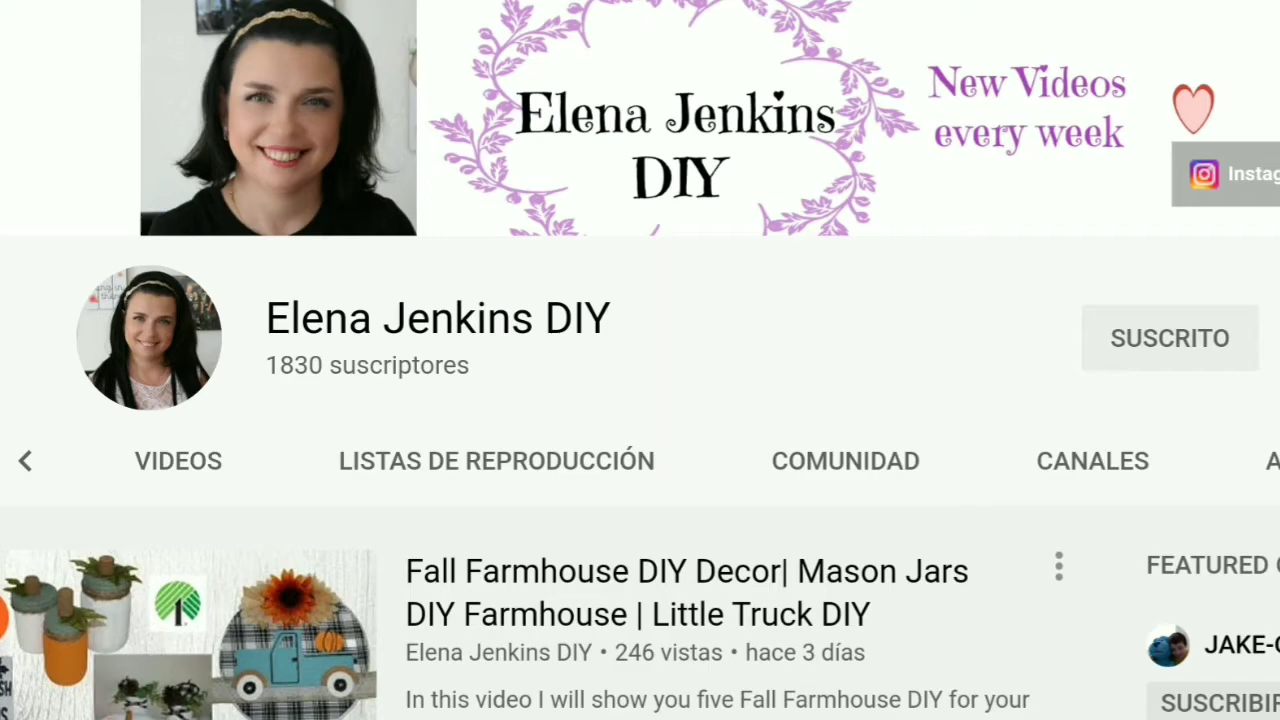 Elena Jenkins
DIY
New Videos
every week
Elena Jenkins DIY
1830 suscriptores
SUSCRITO
VIDEOS
LISTAS DE REPRODUCCIÓN
COMUNIDAD
CANALES
Fall Farmhouse DIY Decor| Mason Jars
DIY Farmhouse | Little Truck DIY
Elena Jenkins DIY • 246 vistas • hace 3 días
In this video I will show you five Fall Farmhouse DIY for your
FEATURED